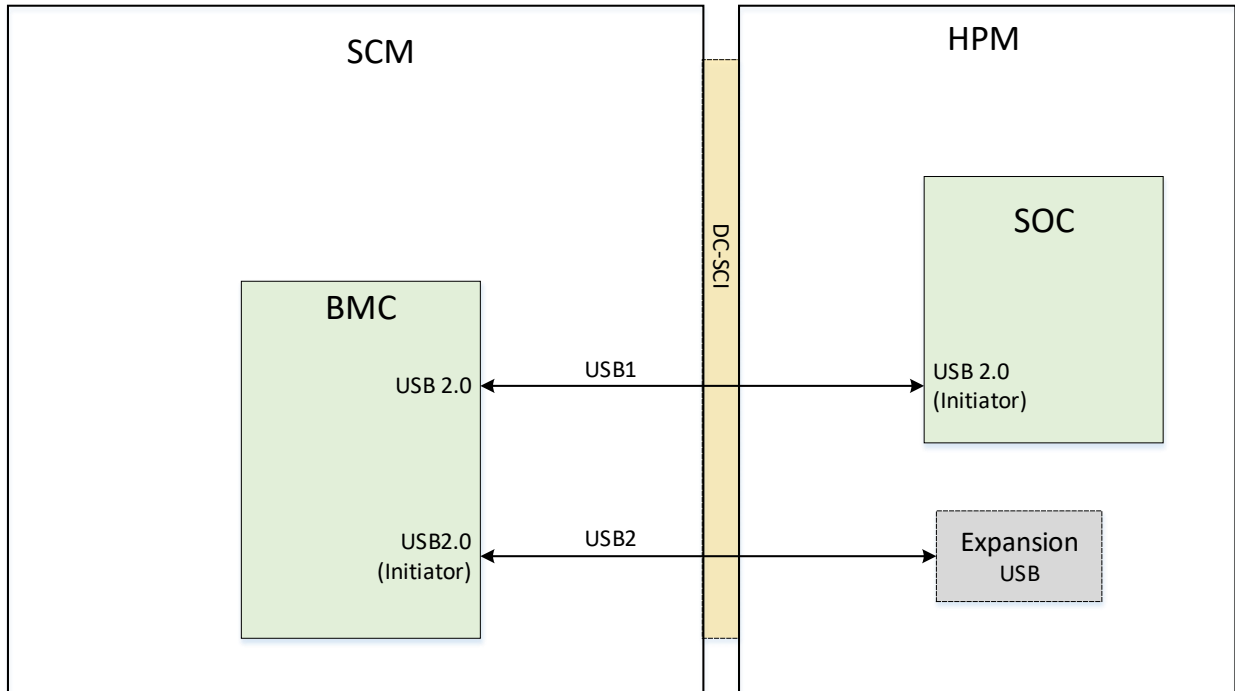 SCM
HPM
DC-SCI
SOC
BMC
USB1
USB 2.0
USB 2.0
(Initiator)
USB2
USB2.0
(Initiator)
Expansion
USB